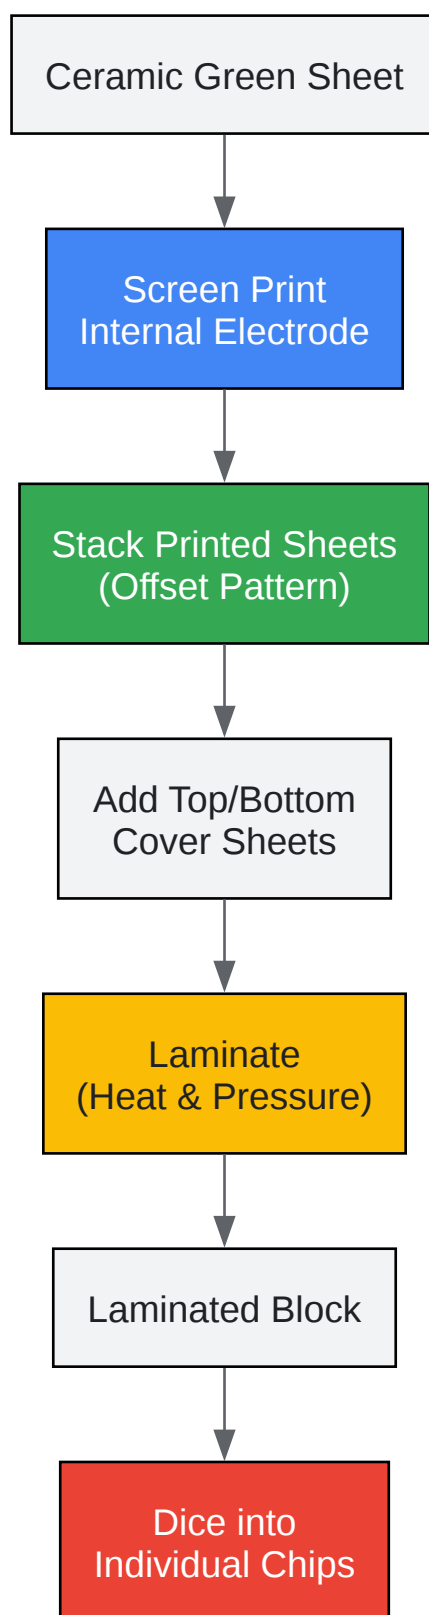 Ceramic Green Sheet
Screen Print
Internal Electrode
Stack Printed Sheets
(Offset Pattern)
Add Top/Bottom
Cover Sheets
Laminate
(Heat & Pressure)
Laminated Block
Dice into
Individual Chips